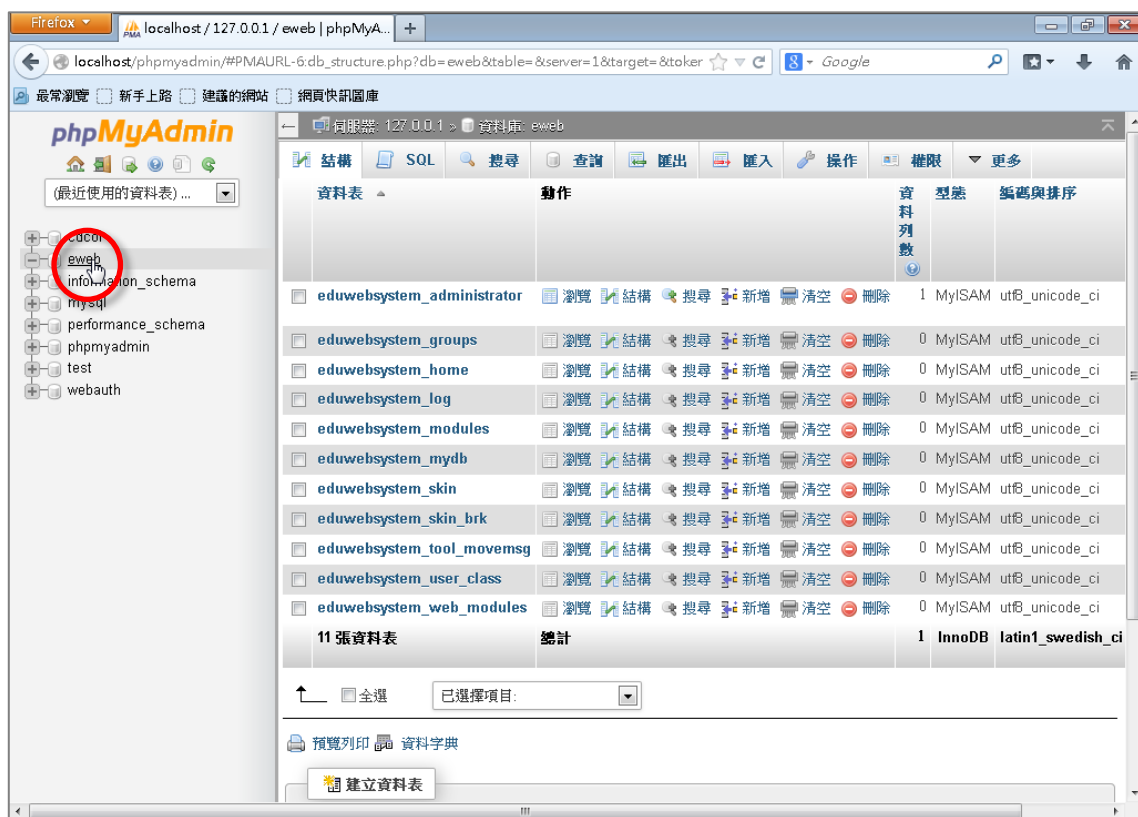 Firefox
localhost / 127.0.0.1 / eweb | phpMyA...
localhost/phpmyadmin/#PMAURL-6:db_structure.php?db=eweb&table=&server=1&target=&token
Google
最常瀏覽 新手上路 建議的網站 網頁快訊圖庫
phpMyAdmin
(最近使用的資料表) ...
cdcol
eweb
information_schema
mysql
performance_schema
phpmyadmin
test
webauth
伺服器: 127.0.0.1 » 資料庫: eweb
結構 SQL 搜尋 查詢 匯出 匯入 操作 權限 更多
資料表 動作 資料列數 型態 編碼與排序
eduwebsystem_administrator 瀏覽 結構 搜尋 新增 清空 刪除 1 MyISAM utf8_unicode_ci
eduwebsystem_groups 瀏覽 結構 搜尋 新增 清空 刪除 0 MyISAM utf8_unicode_ci
eduwebsystem_home 瀏覽 結構 搜尋 新增 清空 刪除 0 MyISAM utf8_unicode_ci
eduwebsystem_log 瀏覽 結構 搜尋 新增 清空 刪除 0 MyISAM utf8_unicode_ci
eduwebsystem_modules 瀏覽 結構 搜尋 新增 清空 刪除 0 MyISAM utf8_unicode_ci
eduwebsystem_mydb 瀏覽 結構 搜尋 新增 清空 刪除 0 MyISAM utf8_unicode_ci
eduwebsystem_skin 瀏覽 結構 搜尋 新增 清空 刪除 0 MyISAM utf8_unicode_ci
eduwebsystem_skin_brk 瀏覽 結構 搜尋 新增 清空 刪除 0 MyISAM utf8_unicode_ci
eduwebsystem_tool_movemsg 瀏覽 結構 搜尋 新增 清空 刪除 0 MyISAM utf8_unicode_ci
eduwebsystem_user_class 瀏覽 結構 搜尋 新增 清空 刪除 0 MyISAM utf8_unicode_ci
eduwebsystem_web_modules 瀏覽 結構 搜尋 新增 清空 刪除 0 MyISAM utf8_unicode_ci
11 張資料表 總計 1 InnoDB latin1_swedish_ci
全選 已選擇項目:
預覽列印 資料字典
建立資料表